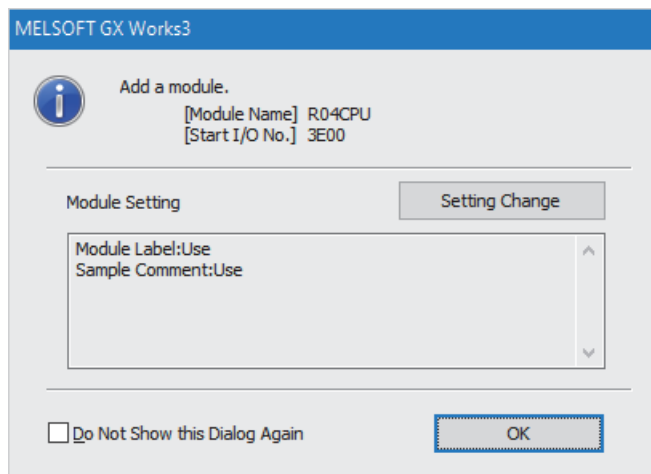 MELSOFT GX Works3
Add a module.
[Module Name] R04CPU
[Start I/O No.] 3E00
Module Setting
Setting Change
Module Label:Use
Sample Comment:Use
Do Not Show this Dialog Again
OK